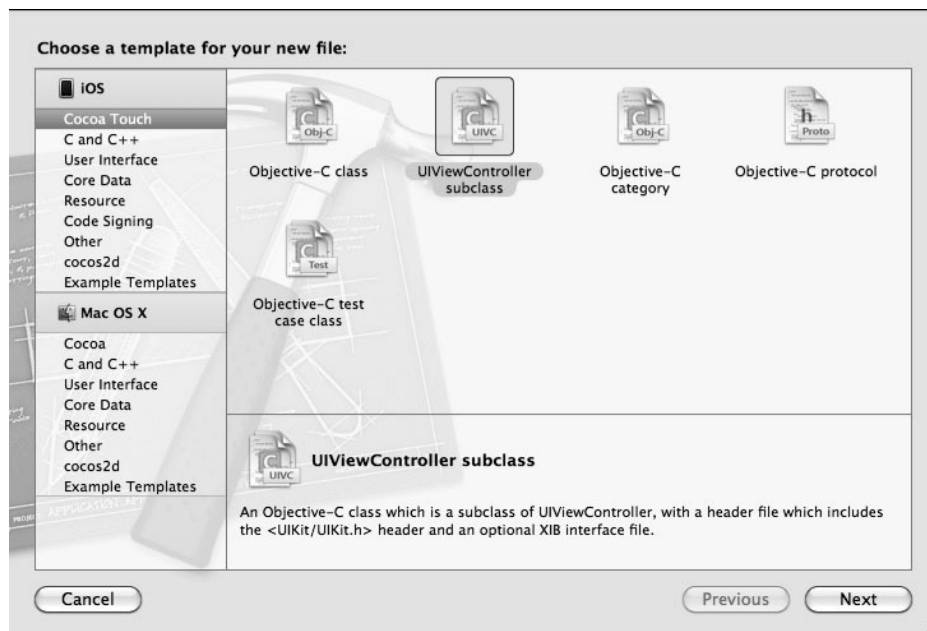 Choose a template for your new file:
iOS
Cocoa Touch
C and C++
User Interface
Core Data
Resource
Code Signing
Other
cocos2d
Example Templates
Mac OS X
Cocoa
C and C++
User Interface
Core Data
Resource
Other
cocos2d
Example Templates
C
Obj-C
Objective-C class
C
UIVC
UIViewController
subclass
C
Obj-C
Objective-C
category
h
Proto
Objective-C protocol
C
Test
Objective-C test
case class
C
UIVC
UIViewController subclass
An Objective-C class which is a subclass of UIViewController, with a header file which includes
the <UIKit/UIKit.h> header and an optional XIB interface file.
Cancel
Previous
Next